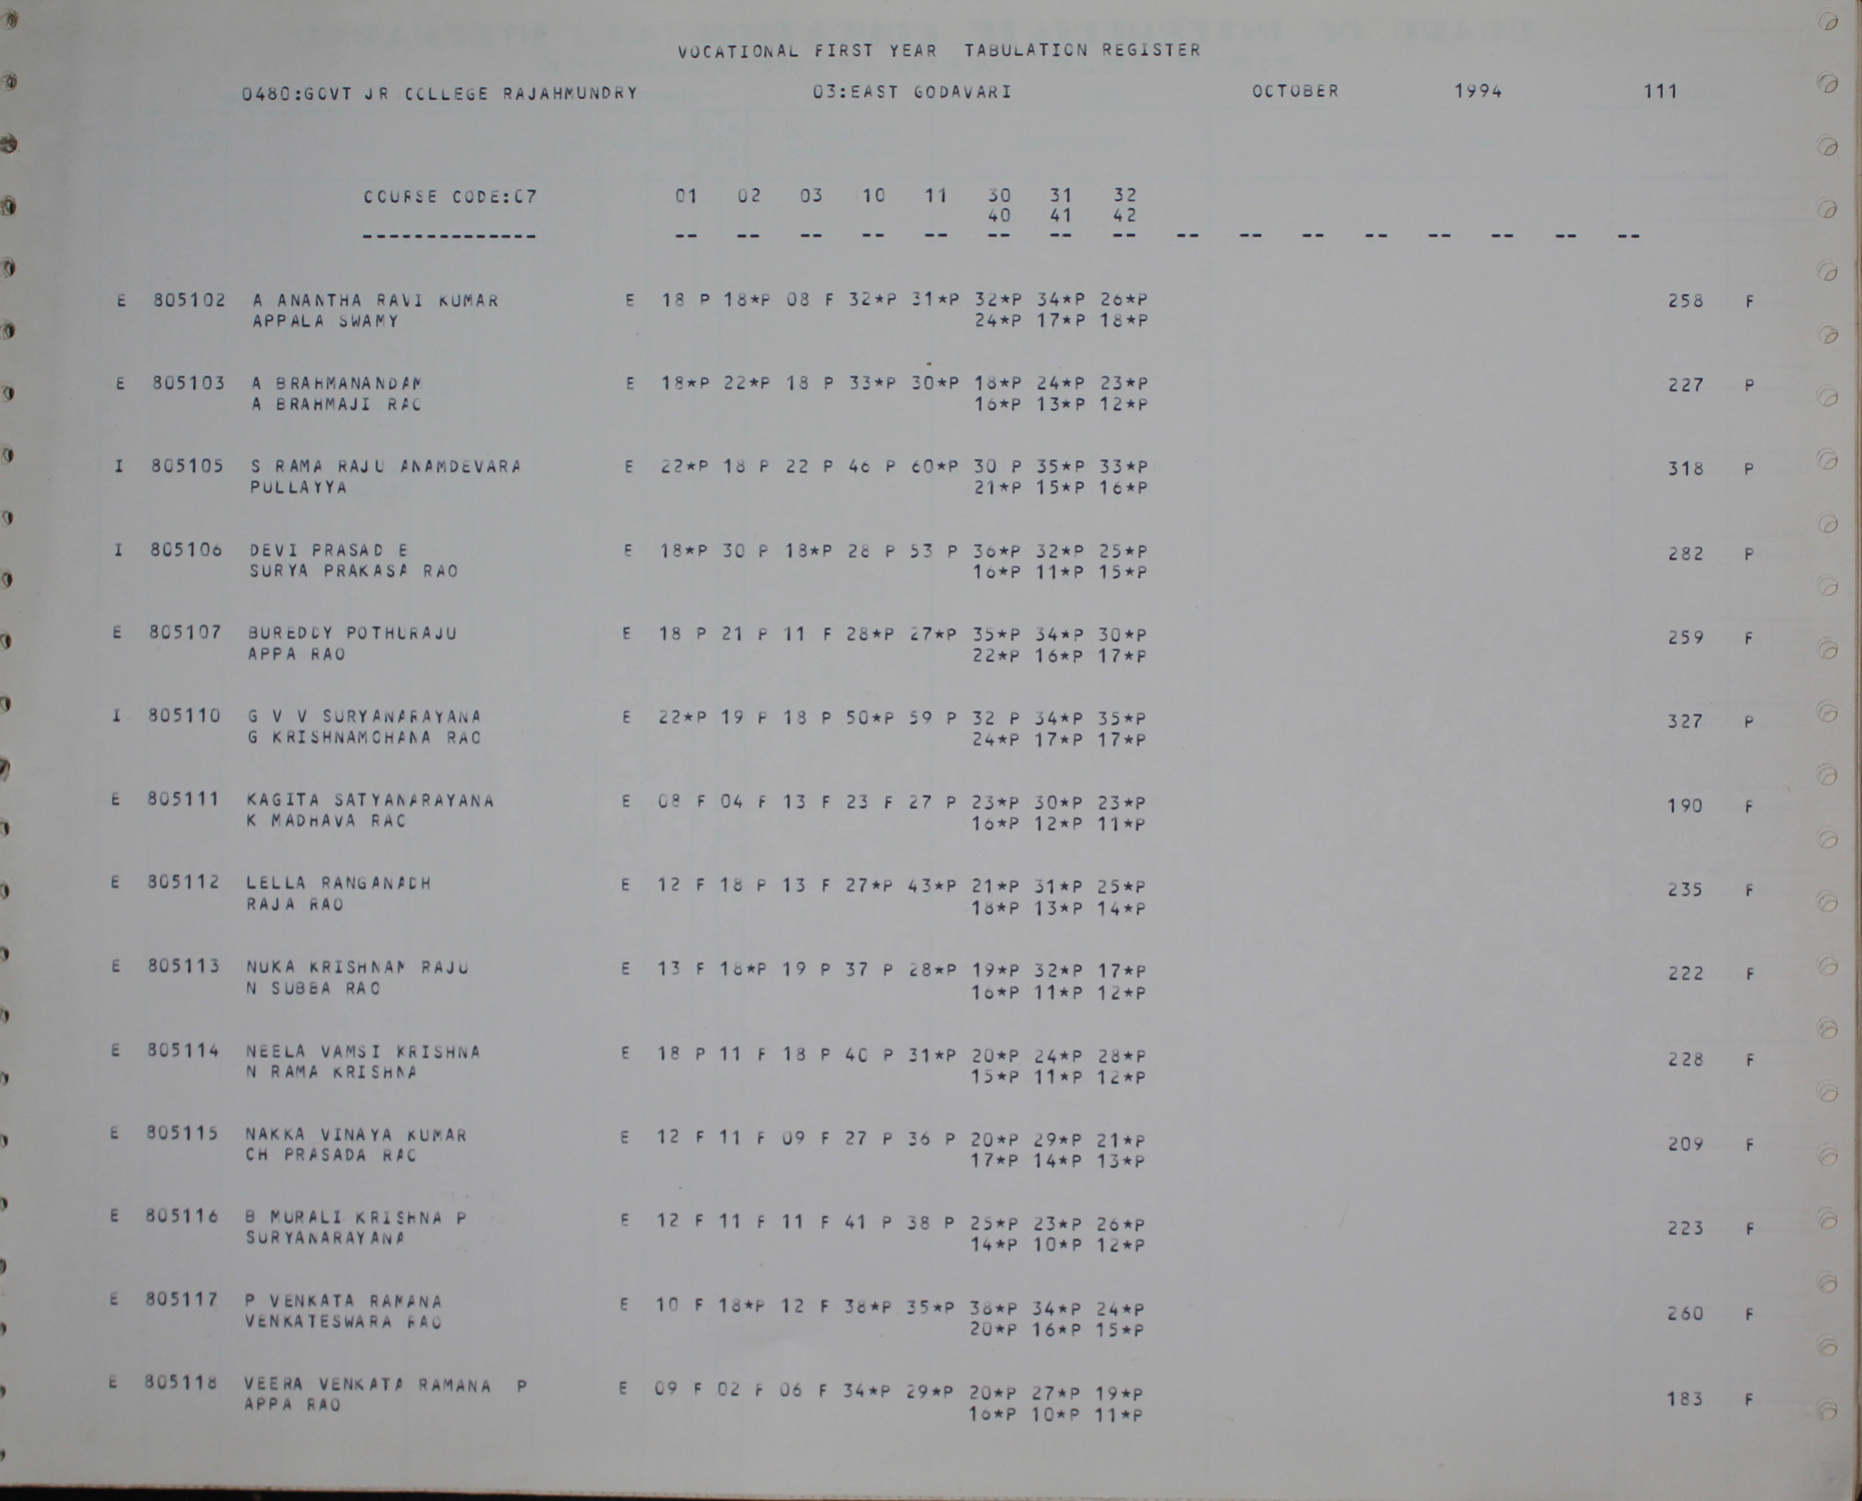 VOCATIONAL FIRST YEAR TABULATION REGISTER
0480:GOVT JR COLLEGE RAJAHMUNDRY 03:EAST GODAVARI OCTOBER 1994 111
COURSE CODE:07 01 02 03 10 11 30 31 32
40 41 42
-------------- -- -- -- -- -- -- -- -- -- -- -- -- -- -- -- --
E 805102 A ANANTHA RAVI KUMAR E 18 P 18*P 08 F 32*P 31*P 32*P 34*P 26*P 258 F
APPALA SWAMY 24*P 17*P 18*P
E 805103 A BRAHMANANDAM E 18*P 22*P 18 P 33*P 30*P 18*P 24*P 23*P 227 P
A BRAHMAJI RAO 16*P 13*P 12*P
I 805105 S RAMA RAJU ANAMDEVARA E 22*P 18 P 22 P 46 P 60*P 30 P 35*P 33*P 318 P
PULLAYYA 21*P 15*P 16*P
I 805106 DEVI PRASAD E E 18*P 30 P 18*P 28 P 53 P 36*P 32*P 25*P 282 P
SURYA PRAKASA RAO 16*P 11*P 15*P
E 805107 BUREDDY POTHURAJU E 18 P 21 P 11 F 28*P 27*P 35*P 34*P 30*P 259 F
APPA RAO 22*P 16*P 17*P
I 805110 G V V SURYANARAYANA E 22*P 19 P 18 P 50*P 59 P 32 P 34*P 35*P 327 P
G KRISHNAMOHANA RAO 24*P 17*P 17*P
E 805111 KAGITA SATYANARAYANA E 08 F 04 F 13 F 23 F 27 P 23*P 30*P 23*P 190 F
K MADHAVA RAO 16*P 12*P 11*P
E 805112 LELLA RANGANADH E 12 F 18 P 13 F 27*P 43*P 21*P 31*P 25*P 235 F
RAJA RAO 18*P 13*P 14*P
E 805113 NUKA KRISHNAM RAJU E 13 F 18*P 19 P 37 P 28*P 19*P 32*P 17*P 222 F
N SUBBA RAO 16*P 11*P 12*P
E 805114 NEELA VAMSI KRISHNA E 18 P 11 F 18 P 40 P 31*P 20*P 24*P 28*P 228 F
N RAMA KRISHNA 15*P 11*P 12*P
E 805115 NAKKA VINAYA KUMAR E 12 F 11 F 09 F 27 P 36 P 20*P 29*P 21*P 209 F
CH PRASADA RAO 17*P 14*P 13*P
E 805116 B MURALI KRISHNA P E 12 F 11 F 11 F 41 P 38 P 25*P 23*P 26*P 223 F
SURYANARAYANA 14*P 10*P 12*P
E 805117 P VENKATA RAMANA E 10 F 18*P 12 F 38*P 35*P 38*P 34*P 24*P 260 F
VENKATESWARA RAO 20*P 16*P 15*P
E 805118 VEERA VENKATA RAMANA P E 09 F 02 F 06 F 34*P 29*P 20*P 27*P 19*P 183 F
APPA RAO 16*P 10*P 11*P